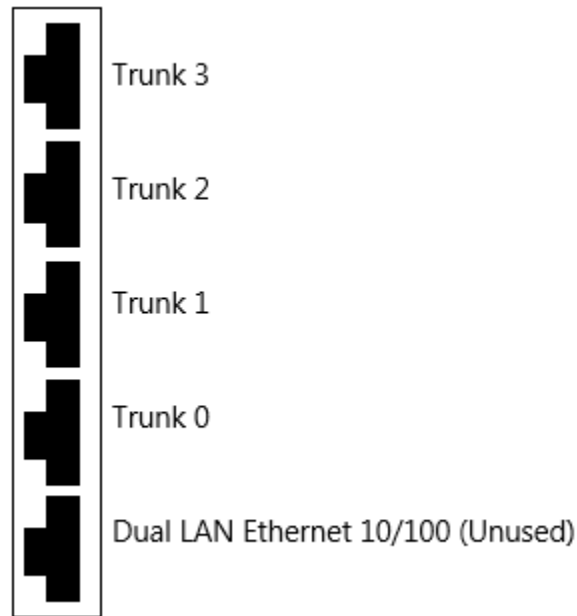 Trunk 3
Trunk 2
Trunk 1
Trunk 0
Dual LAN Ethernet 10/100 (Unused)